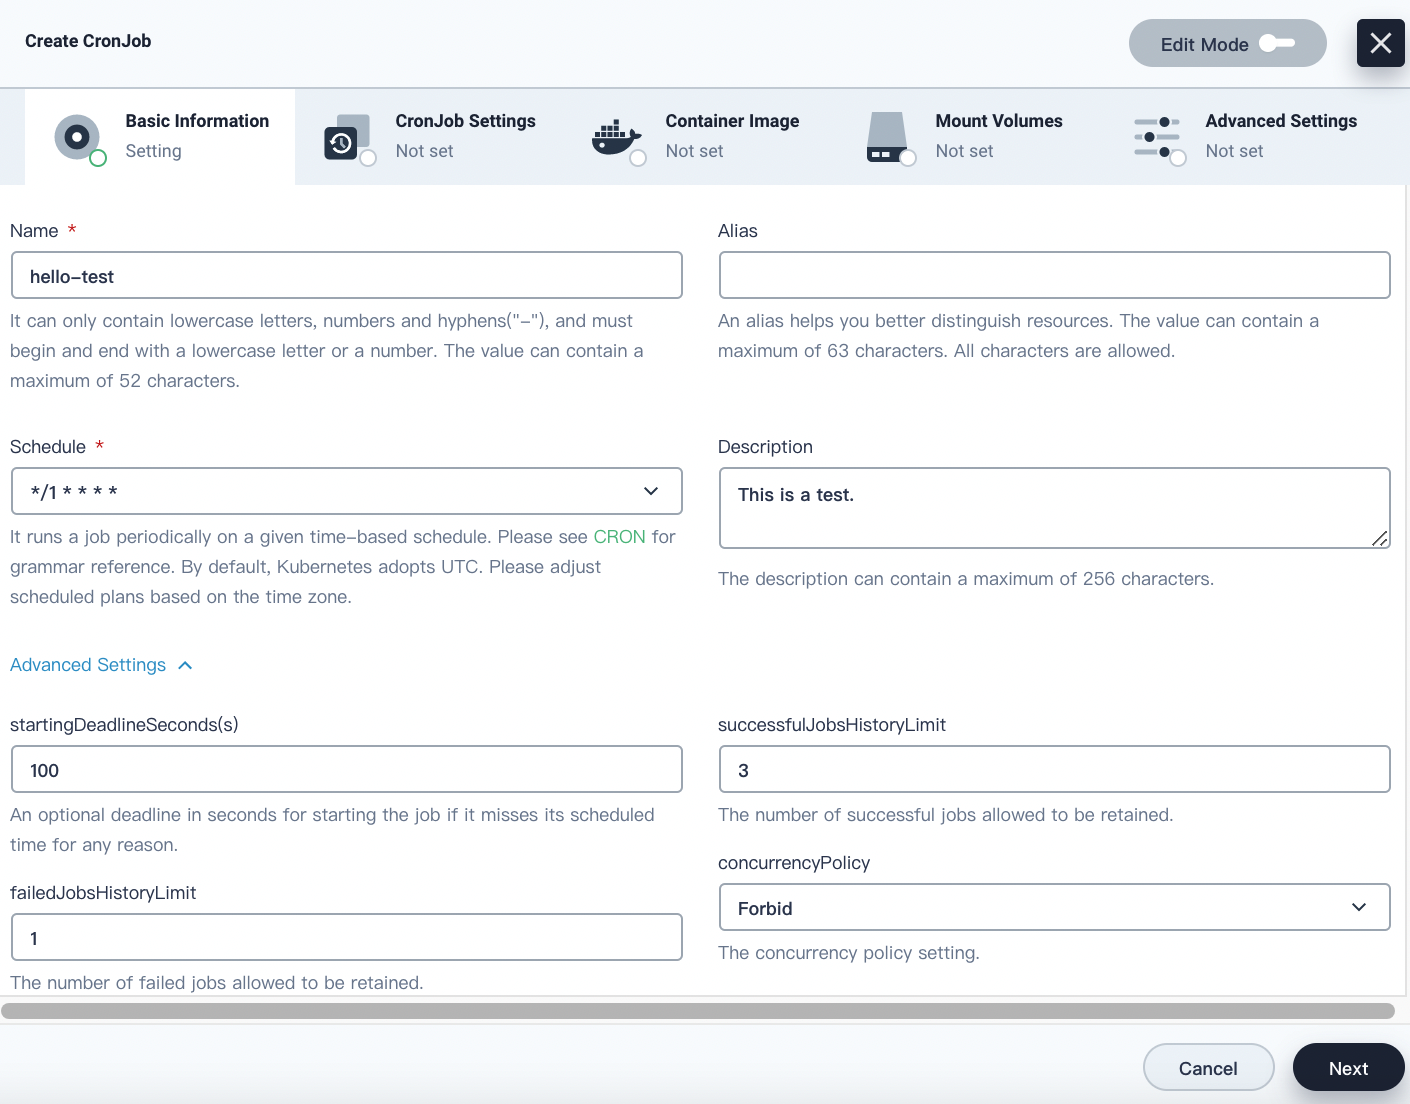 Create CronJob
Edit Mode
Basic Information
Setting
CronJob Settings
Not set
Container Image
Not set
Mount Volumes
Not set
Advanced Settings
Not set
Name *
hello-test
It can only contain lowercase letters, numbers and hyphens("-"), and must
begin and end with a lowercase letter or a number. The value can contain a
maximum of 52 characters.
Alias
An alias helps you better distinguish resources. The value can contain a
maximum of 63 characters. All characters are allowed.
Schedule *
*/1 * * * *
It runs a job periodically on a given time-based schedule. Please see CRON for
grammar reference. By default, Kubernetes adopts UTC. Please adjust
scheduled plans based on the time zone.
Description
This is a test.
The description can contain a maximum of 256 characters.
Advanced Settings
startingDeadlineSeconds(s)
100
An optional deadline in seconds for starting the job if it misses its scheduled
time for any reason.
successfulJobsHistoryLimit
3
The number of successful jobs allowed to be retained.
failedJobsHistoryLimit
1
The number of failed jobs allowed to be retained.
concurrencyPolicy
Forbid
The concurrency policy setting.
Cancel
Next